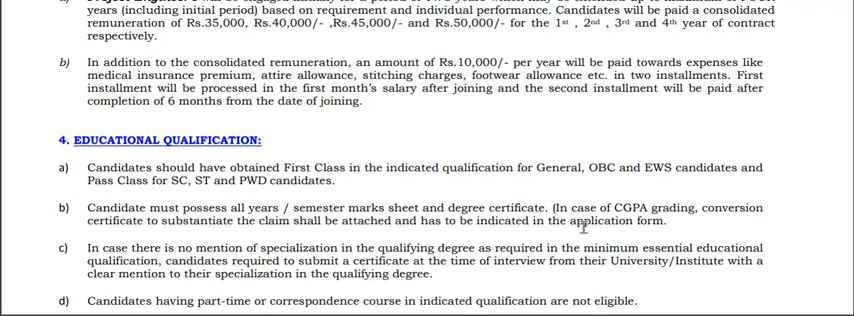 years (including initial period) based on requirement and individual performance. Candidates will be paid a consolidated
remuneration of Rs.35,000, Rs.40,000/- ,Rs.45,000/- and Rs.50,000/- for the 1st , 2nd , 3rd and 4th year of contract
respectively.
b) In addition to the consolidated remuneration, an amount of Rs.10,000/- per year will be paid towards expenses like
medical insurance premium, attire allowance, stitching charges, footwear allowance etc. in two installments. First
installment will be processed in the first month's salary after joining and the second installment will be paid after
completion of 6 months from the date of joining.
4. EDUCATIONAL QUALIFICATION:
a) Candidates should have obtained First Class in the indicated qualification for General, OBC and EWS candidates and
Pass Class for SC, ST and PWD candidates.
b) Candidate must possess all years / semester marks sheet and degree certificate. (In case of CGPA grading, conversion
certificate to substantiate the claim shall be attached and has to be indicated in the application form.
c) In case there is no mention of specialization in the qualifying degree as required in the minimum essential educational
qualification, candidates required to submit a certificate at the time of interview from their University/Institute with a
clear mention to their specialization in the qualifying degree.
d) Candidates having part-time or correspondence course in indicated qualification are not eligible.